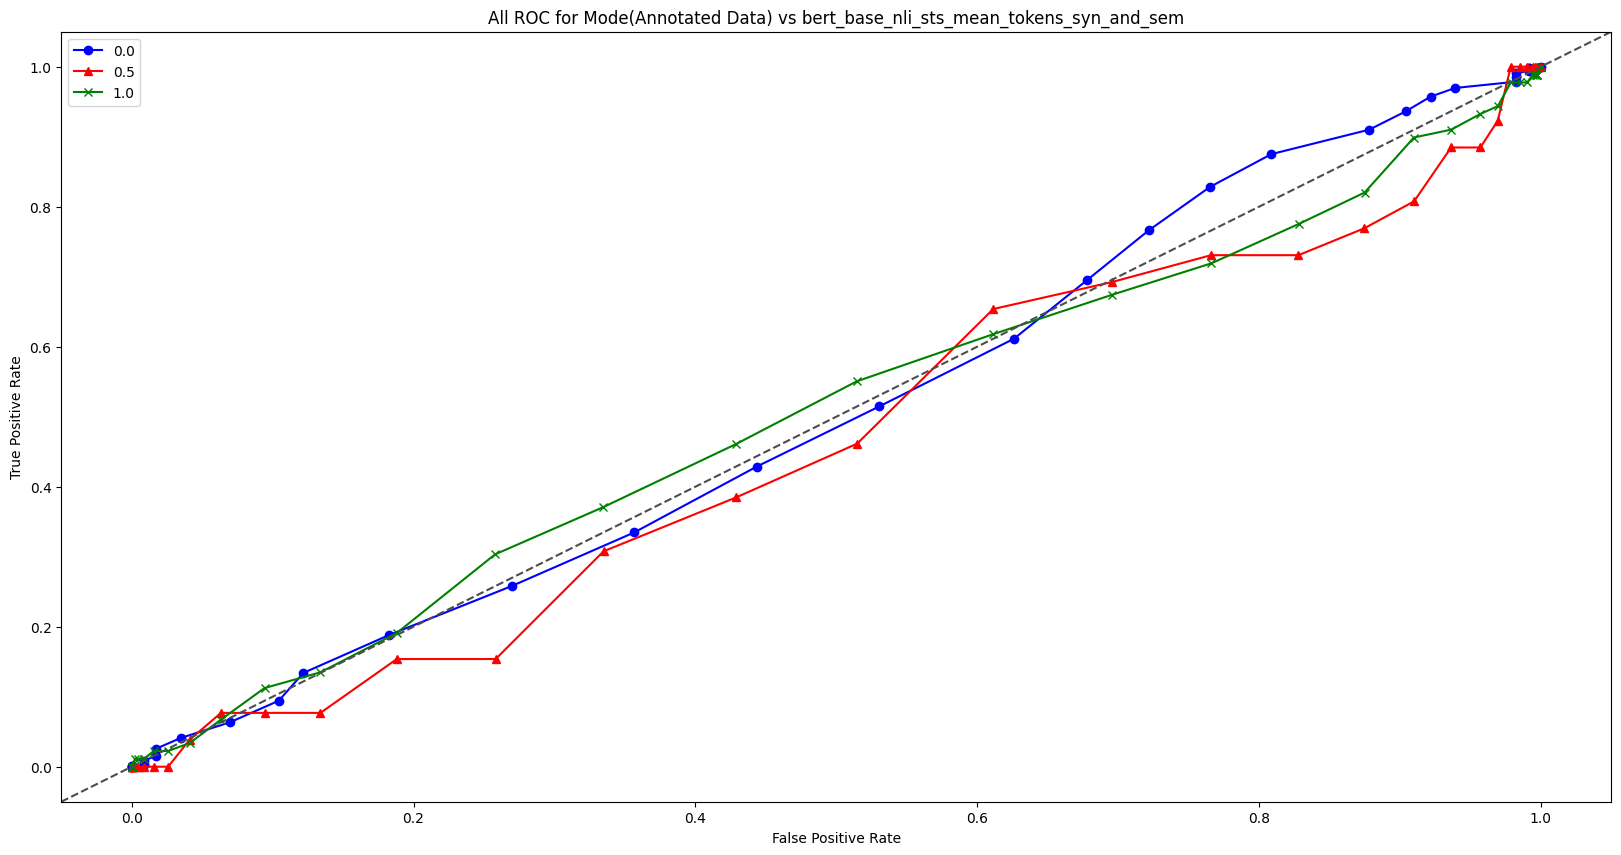 All ROC for Mode(Annotated Data) vs bert_base_nli_sts_mean_tokens_syn_and_sem
0.0
0.5
1.0
True Positive Rate
1.0
0.8
0.6
0.4
0.2
0.0
0.0 0.2 0.4 0.6 0.8 1.0
False Positive Rate